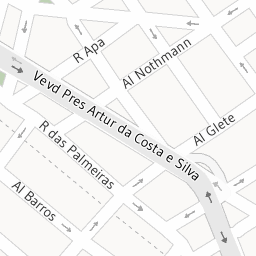 R Apa
Al Nothmann
Vevd Pres Artur da Costa e Silva
Al Glete
R das Palmeiras
Al Barros